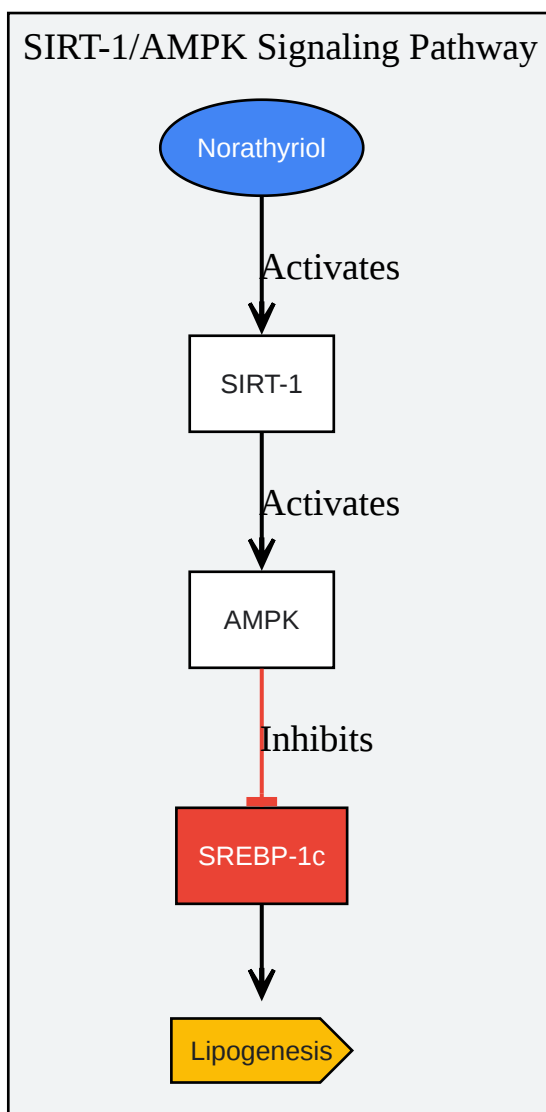 SIRT-1/AMPK Signaling Pathway
Norathyriol
Activates
SIRT-1
Activates
AMPK
Inhibits
SREBP-1c
Lipogenesis